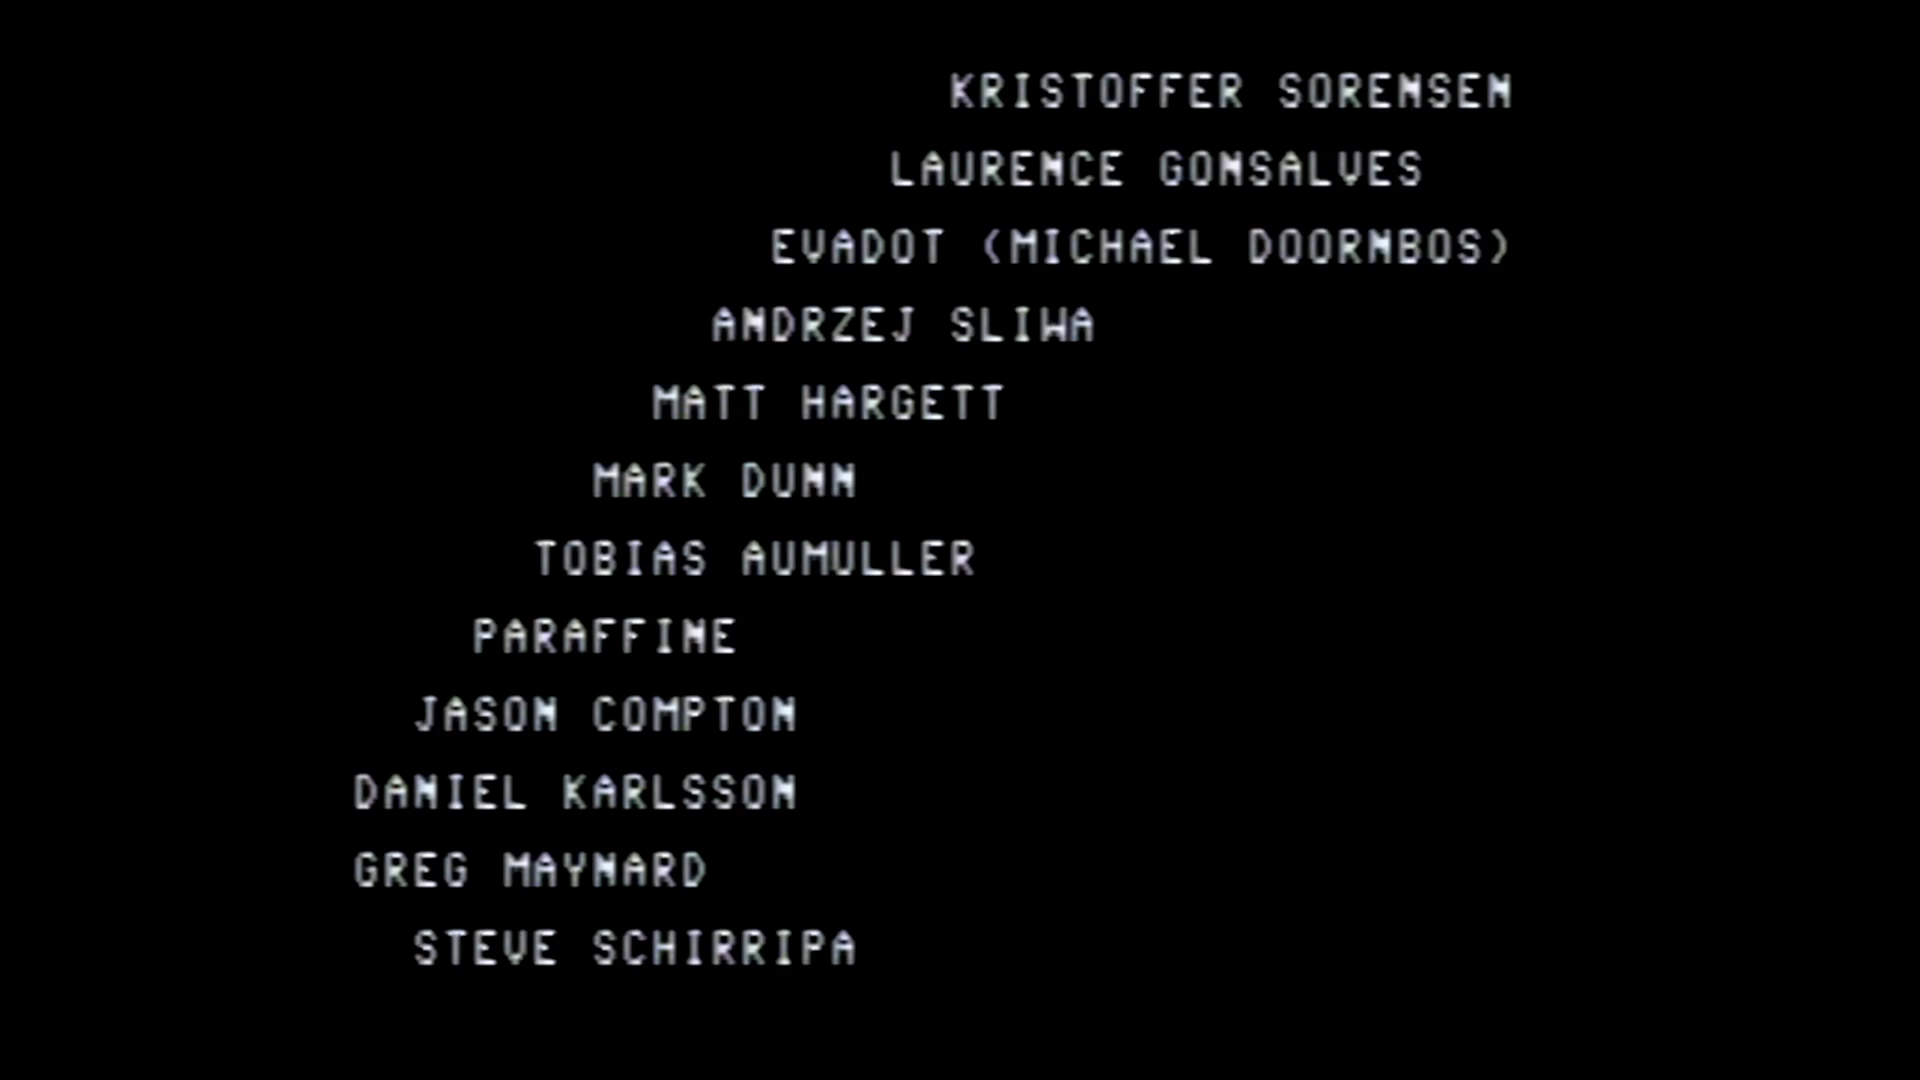 KRISTOFFER SORENSEN
LAURENCE GONSALVES
EVADOT (MICHAEL DOORNBOS)
ANDRZEJ SLIWA
MATT HARGETT
MARK DUNN
TOBIAS AUMULLER
PARAFFINE
JASON COMPTON
DANIEL KARLSSON
GREG MAYNARD
STEVE SCHIRRIPA